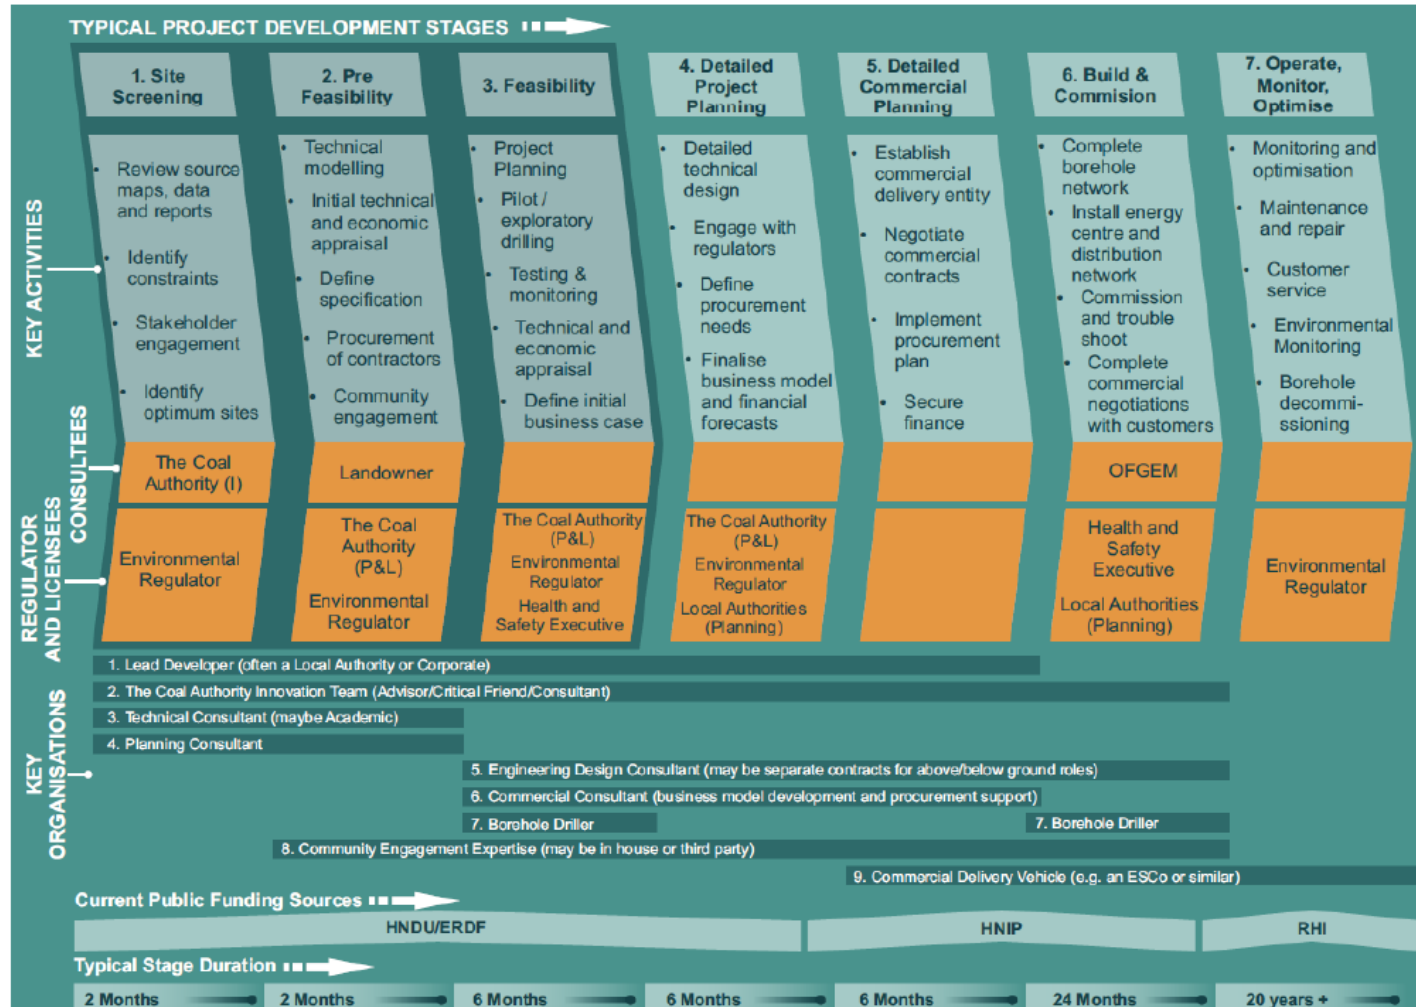 TYPICAL PROJECT DEVELOPMENT STAGES
1. Site
Screening
2. Pre
Feasibility
3. Feasibility
4. Detailed
Project
Planning
5. Detailed
Commercial
Planning
6. Build &
Commision
7. Operate,
Monitor,
Optimise
KEY ACTIVITIES
• Review source
maps, data
and reports
• Identify
constraints
• Stakeholder
engagement
• Identify
optimum sites
• Technical
modelling
• Initial technical
and economic
appraisal
• Define
specification
• Procurement
of contractors
• Community
engagement
• Project
Planning
• Pilot /
exploratory
drilling
• Testing &
monitoring
• Technical and
economic
appraisal
• Define initial
business case
• Detailed
technical
design
• Engage with
regulators
• Define
procurement
needs
• Finalise
business model
and financial
forecasts
• Establish
commercial
delivery entity
• Negotiate
commercial
contracts
• Implement
procurement
plan
• Secure
finance
• Complete
borehole
network
• Install energy
centre and
distribution
network
• Commission
and trouble
shoot
• Complete
commercial
negotiations
with customers
• Monitoring and
optimisation
• Maintenance
and repair
• Customer
service
• Environmental
Monitoring
• Borehole
decommi-
ssioning
CONSULTEES
The Coal
Authority (I)
Landowner
OFGEM
REGULATOR
AND LICENSEES
Environmental
Regulator
The Coal
Authority
(P&L)
Environmental
Regulator
The Coal Authority
(P&L)
Environmental
Regulator
Health and
Safety Executive
The Coal Authority
(P&L)
Environmental
Regulator
Local Authorities
(Planning)
Health and
Safety
Executive
Local Authorities
(Planning)
Environmental
Regulator
KEY
ORGANISATIONS
1. Lead Developer (often a Local Authority or Corporate)
2. The Coal Authority Innovation Team (Advisor/Critical Friend/Consultant)
3. Technical Consultant (maybe Academic)
4. Planning Consultant
5. Engineering Design Consultant (may be separate contracts for above/below ground roles)
6. Commercial Consultant (business model development and procurement support)
7. Borehole Driller
7. Borehole Driller
8. Community Engagement Expertise (may be in house or third party)
9. Commercial Delivery Vehicle (e.g. an ESCo or similar)
Current Public Funding Sources
HNDU/ERDF
HNIP
RHI
Typical Stage Duration
2 Months
2 Months
6 Months
6 Months
6 Months
24 Months
20 years +